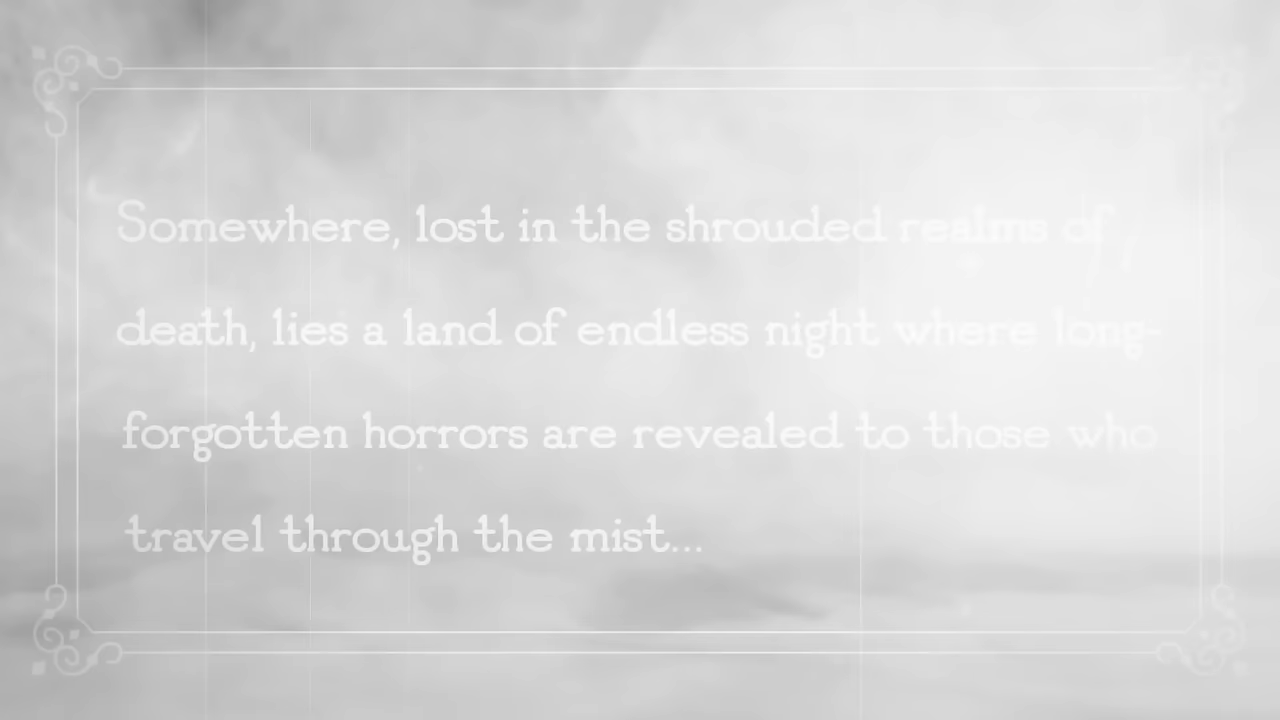 Somewhere, lost in the shrouded realms of
death, lies a land of endless night where long-
forgotten horrors are revealed to those who
travel through the mist...